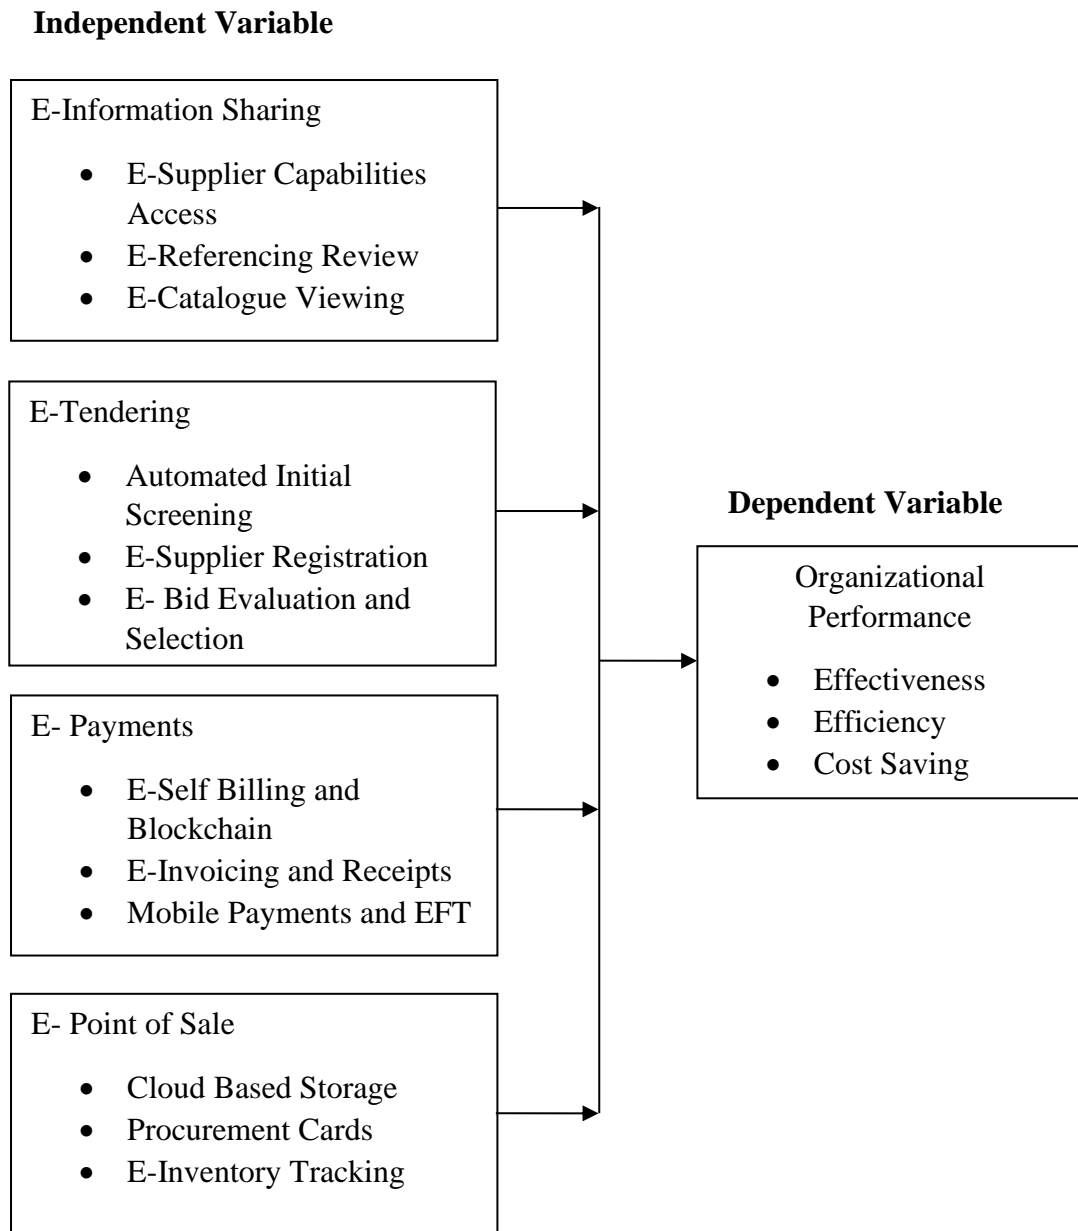 Independent Variable
E-Information Sharing
• E-Supplier Capabilities
Access
• E-Referencing Review
• E-Catalogue Viewing
E-Tendering
• Automated Initial
Screening
• E-Supplier Registration
• E- Bid Evaluation and
Selection
E- Payments
• E-Self Billing and
Blockchain
• E-Invoicing and Receipts
• Mobile Payments and EFT
E- Point of Sale
• Cloud Based Storage
• Procurement Cards
• E-Inventory Tracking
Dependent Variable
Organizational
Performance
• Effectiveness
• Efficiency
• Cost Saving